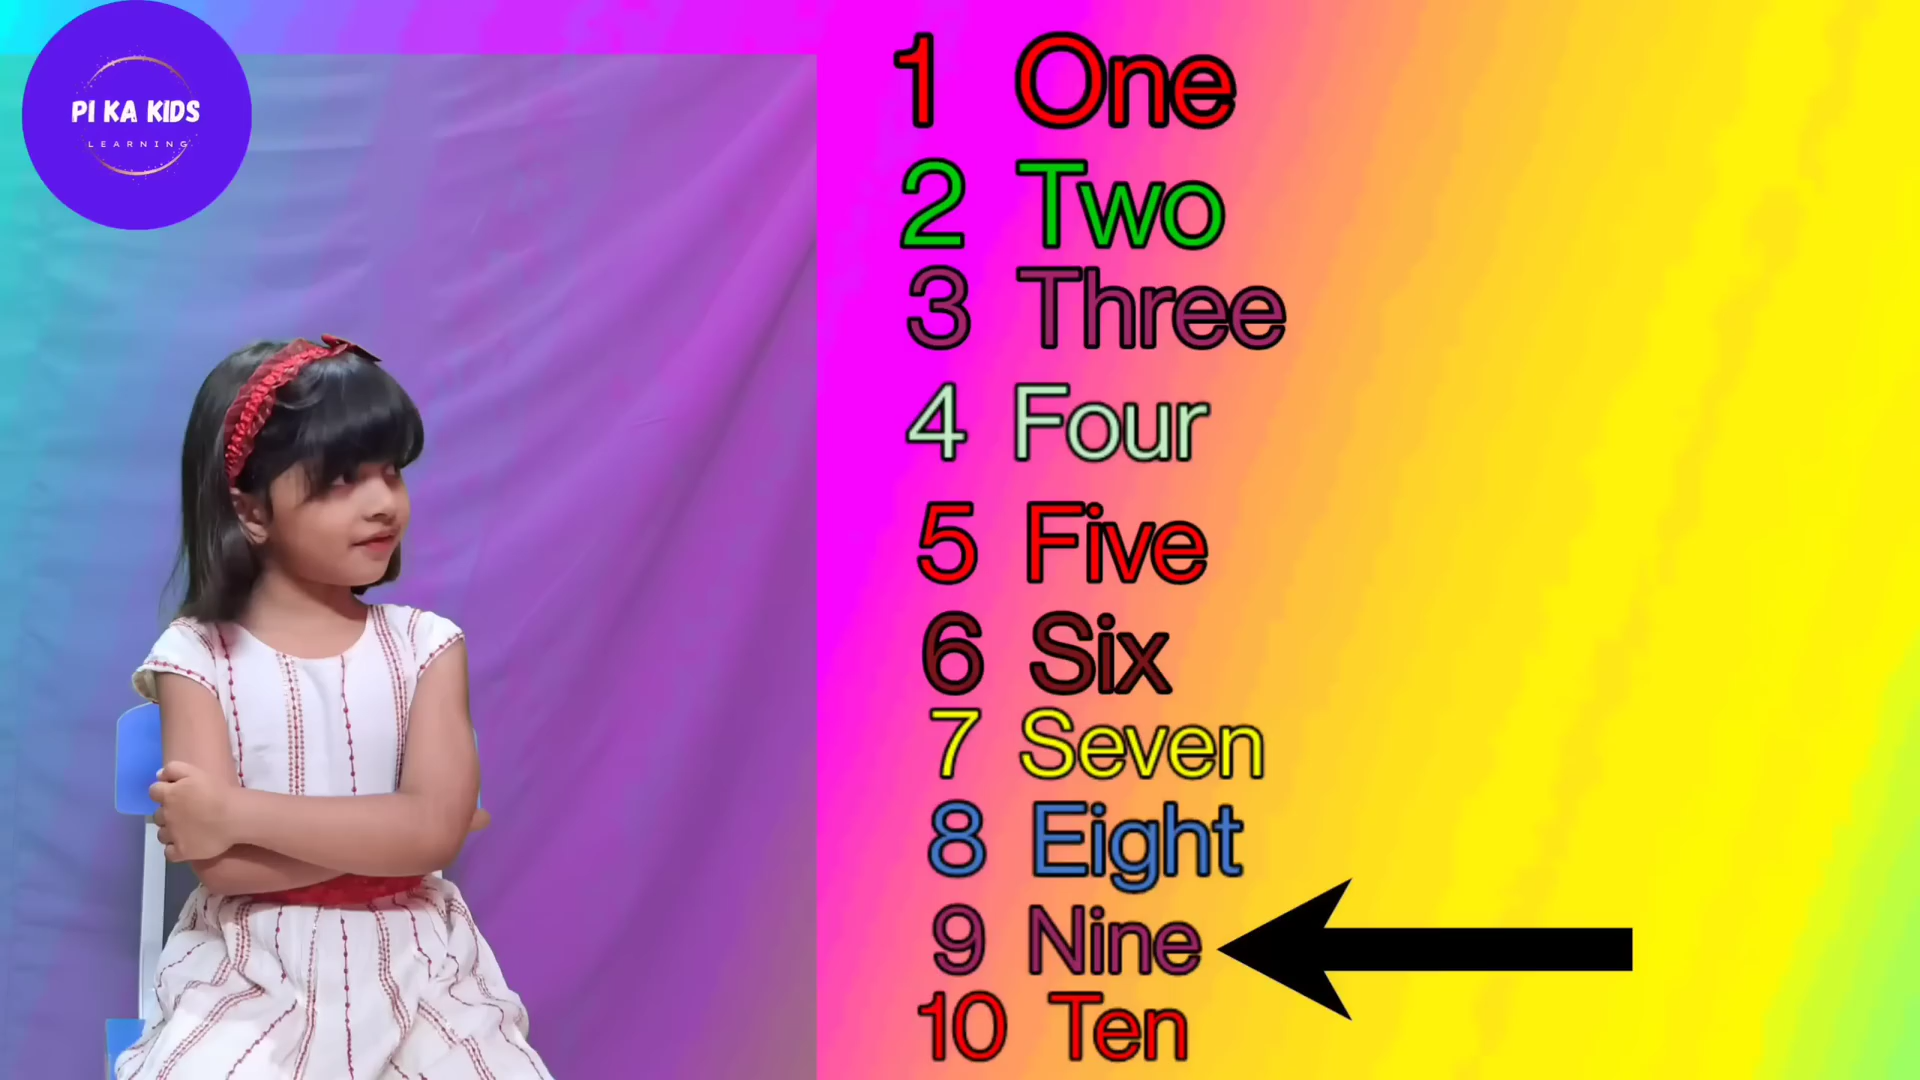 PI KA KIDS
LEARNING
1 One
2 Two
3 Three
4 Four
5 Five
6 Six
7 Seven
8 Eight
9 Nine
10 Ten